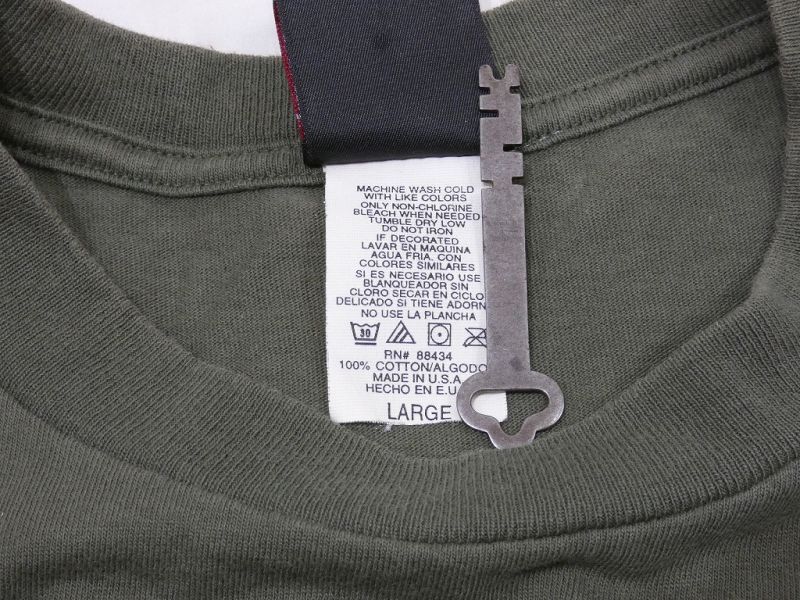 MACHINE WASH COLD
WITH LIKE COLORS
ONLY NON-CHLORINE
BLEACH WHEN NEEDED
TUMBLE DRY LOW
DO NOT IRON
IF DECORATED
LAVAR EN MAQUINA
AGUA FRIA. CON
COLORES SIMILARES
SI ES NECESARIO USE
BLANQUEADOR SIN
CLORO SECAR EN CICLO
DELICADO SI TIENE ADORN
NO USE LA PLANCHA
30
RN# 88434
100% COTTON/ALGODO
MADE IN U.S.A
HECHO EN E.U.
LARGE